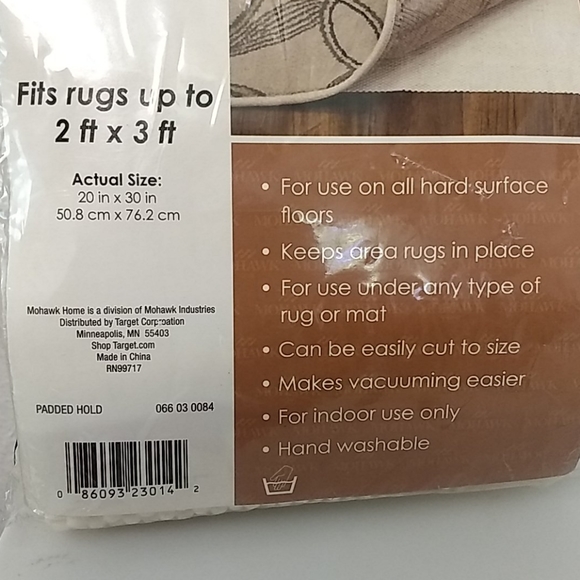 Fits rugs up to
2 ft x 3 ft
Actual Size:
20 in x 30 in
50.8 cm x 76.2 cm
Mohawk Home is a division of Mohawk Industries
Distributed by Target Corporation
Minneapolis, MN 55403
Shop Target.com
Made in China
RN99717
PADDED HOLD 066 03 0084
0 86093 23014 2
• For use on all hard surface
floors
• Keeps area rugs in place
• For use under any type of
rug or mat
• Can be easily cut to size
• Makes vacuuming easier
• For indoor use only
• Hand washable